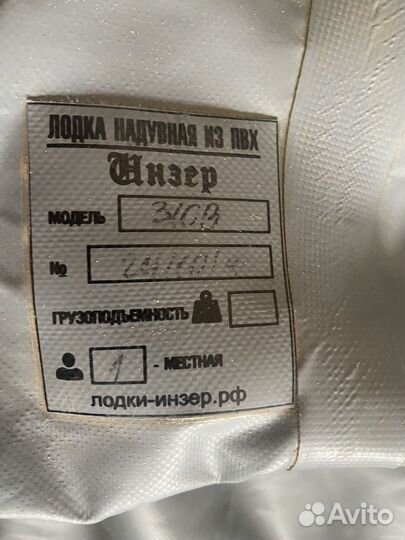 ЛОДКА НАДУВНАЯ ИЗ ПВХ
Инзер
МОДЕЛЬ
№
ГРУЗОПОДЪЕМНОСТЬ
1 - МЕСТНАЯ
лодки-инзер.рф
Avito